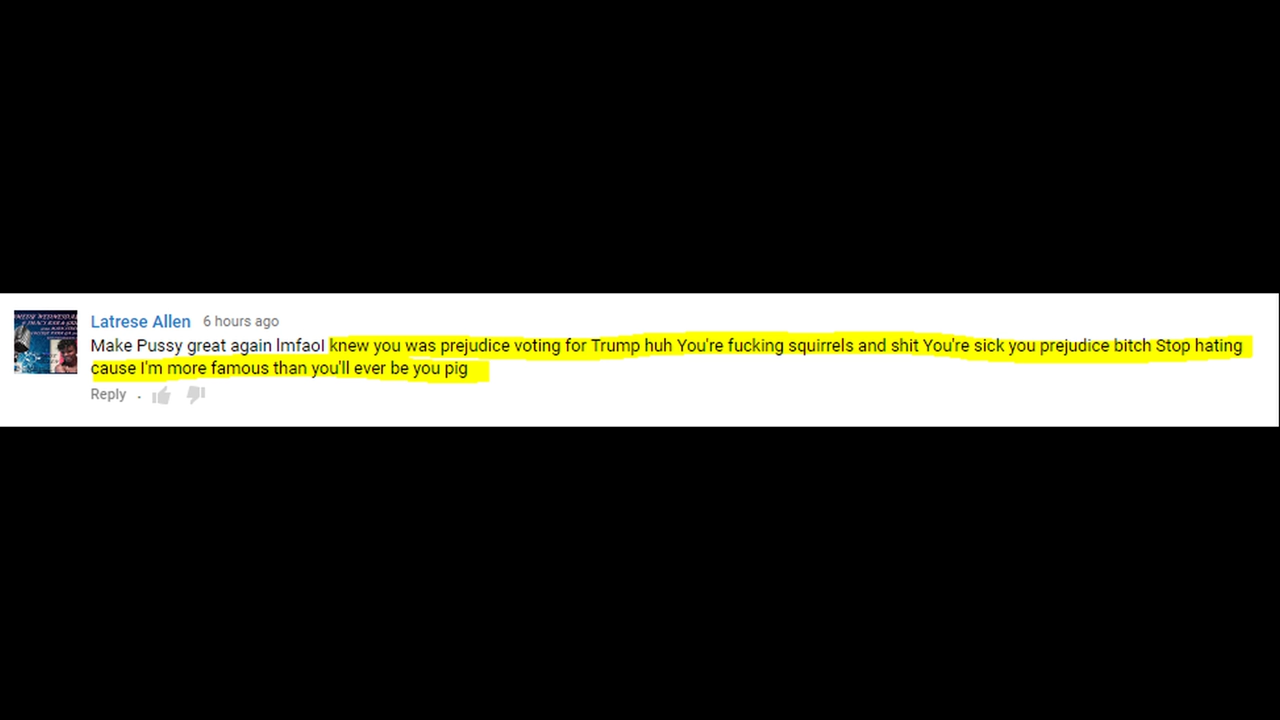 Latrese Allen 6 hours ago
Make Pussy great again lmfaoI knew you was prejudice voting for Trump huh You're fucking squirrels and shit You're sick you prejudice bitch Stop hating
cause I'm more famous than you'll ever be you pig
Reply .